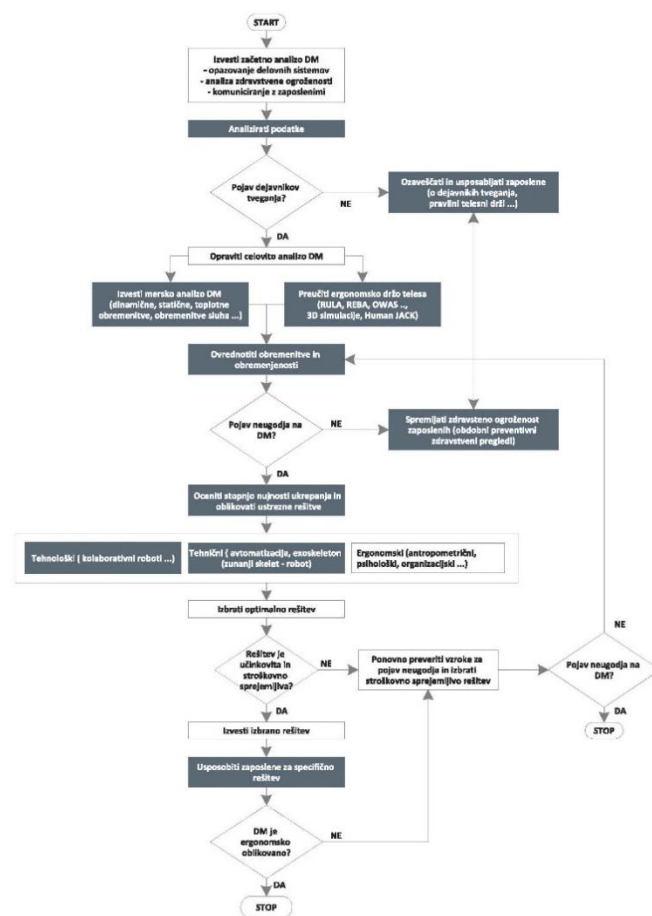 START
Izvesti začetno analizo DM
- opazovanje delovnih sistemov
- analiza zdravstvene ogroženosti
- komuniciranje z zaposlenimi
Analizirati podatke
Pojav dejavnikov
tveganja?
NE
Ozaveščati in usposabljati zaposlene
(o dejavnikih tveganja,
pravilni telesni drži ...)
DA
Opraviti celovito analizo DM
Izvesti mersko analizo DM
(dinamične, statične, toplotne
obremenitve, obremenitve sluha ...)
Preučiti ergonomsko držo telesa
(RULA, REBA, OWAS ..,
3D simulacije, Human JACK)
Ovrednotiti obremenitve in
obremenjenosti
Pojav neugodja na
DM?
NE
Spremljati zdravsteno ogroženost
zaposlenih (obdobni preventivni
zdravstveni pregledi)
DA
Oceniti stopnjo nujnosti ukrepanja in
oblikovati ustrezne rešitve
Tehnološki ( kolaborativni roboti ...)
Tehnični ( avtomatizacija, exoskeleton
(zunanji skelet - robot)
Ergonomski (antropometrični,
psihološki, organizacijski ...)
Izbrati optimalno rešitev
NE
Rešitev je
učinkovita in
stroškovno
sprejemljiva?
NE
Ponovno preveriti vzroke za
pojav neugodja in izbrati
stroškovno sprejemljivo rešitev
Pojav neugodja na
DM?
DA
STOP
DA
Izvesti izbrano rešitev
Usposobiti zaposlene za specifično
rešitev
DM je
ergonomsko
oblikovano?
NE
DA
STOP